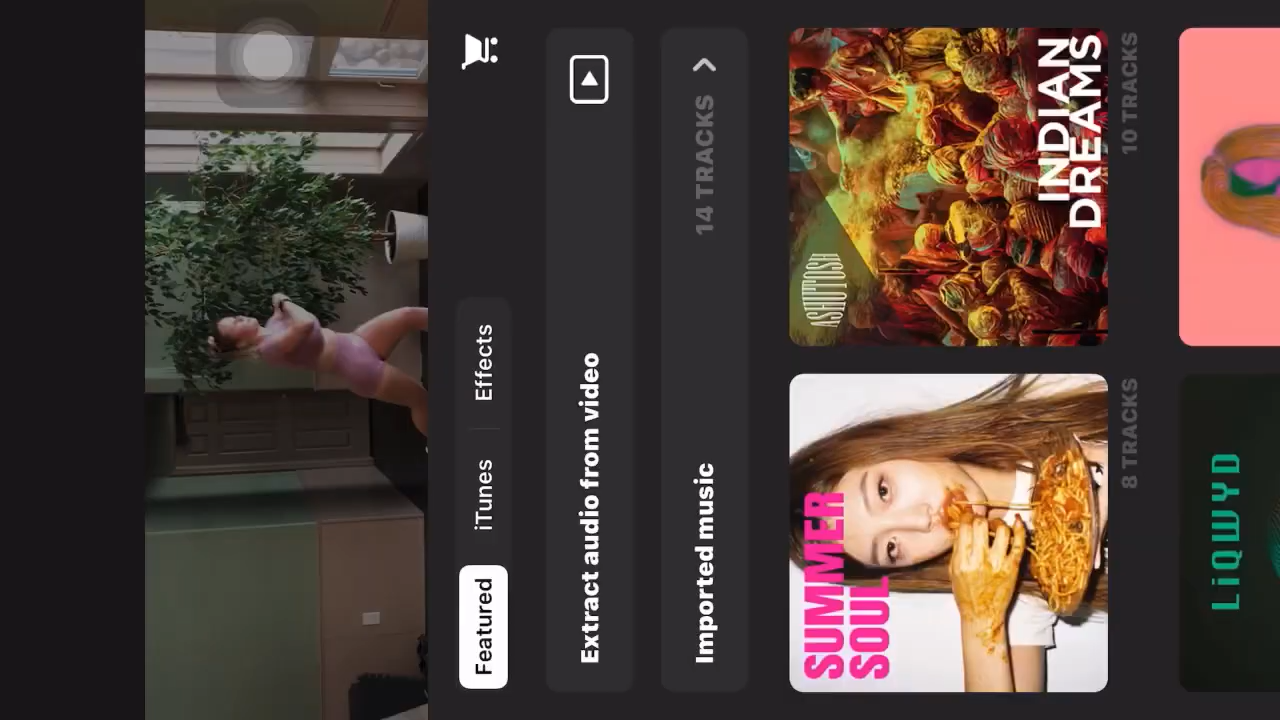 Featured
iTunes
Effects
Extract audio from video
Imported music
14 TRACKS
SUMMER
SOUL
8 TRACKS
ASHUTOSH
INDIAN
DREAMS
10 TRACKS
LiQWYD